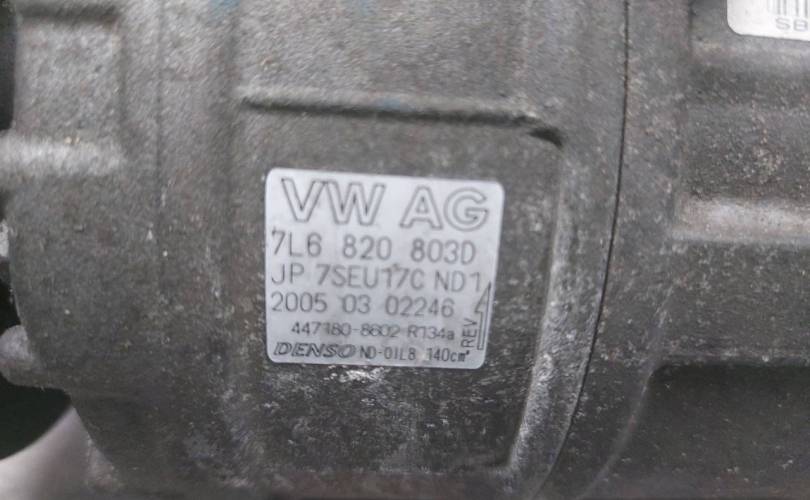 SB
VW AG
7L6 820 803D
JP 7SEU17C ND1
2005 03 02246
447180-8602 R134a
REV
DENSO ND-OIL8 140cm³